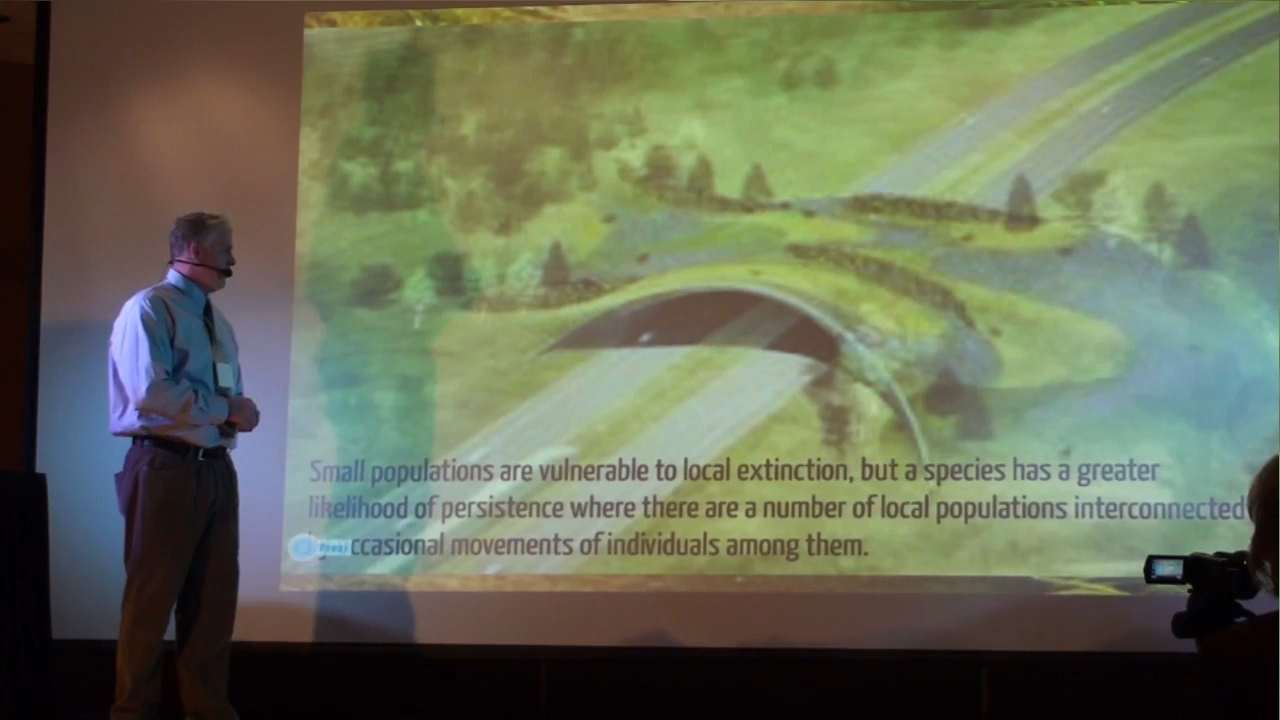 Small populations are vulnerable to local extinction, but a species has a greater
likelihood of persistence where there are a number of local populations interconnected
Prezi ccasional movements of individuals among them.